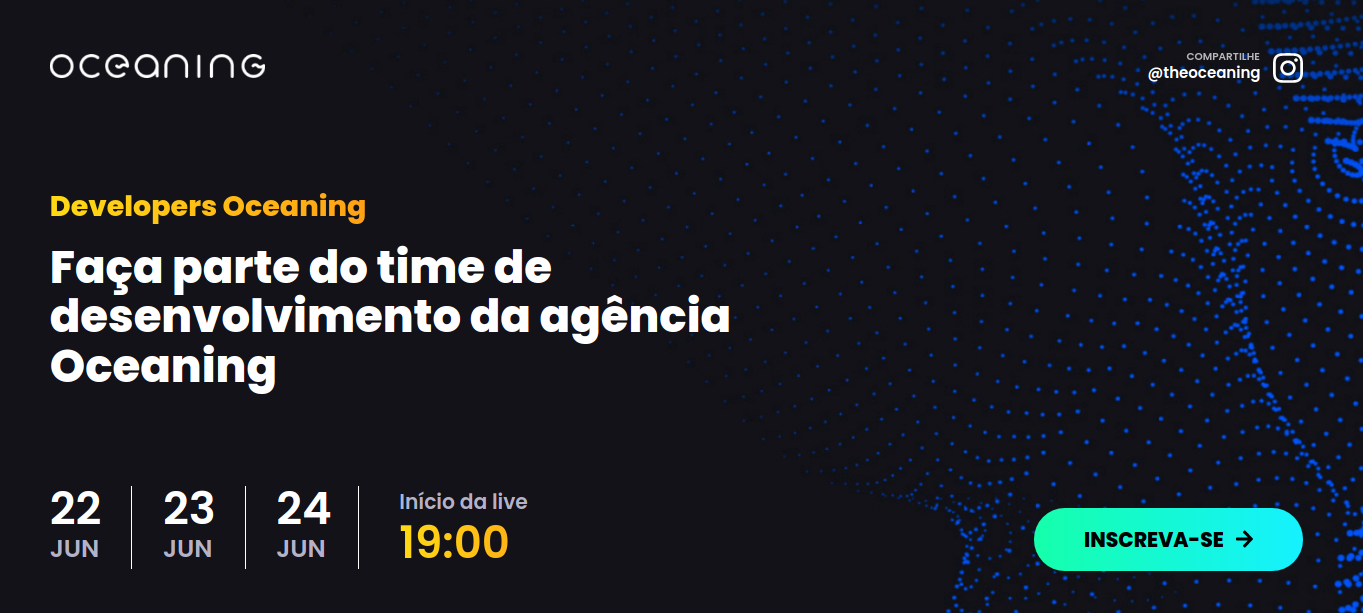 oceaning
COMPARTILHE
@theoceaning
Developers Oceaning
Faça parte do time de
desenvolvimento da agência
Oceaning
22 23 24 Início da live
JUN JUN JUN 19:00
INSCREVA-SE →